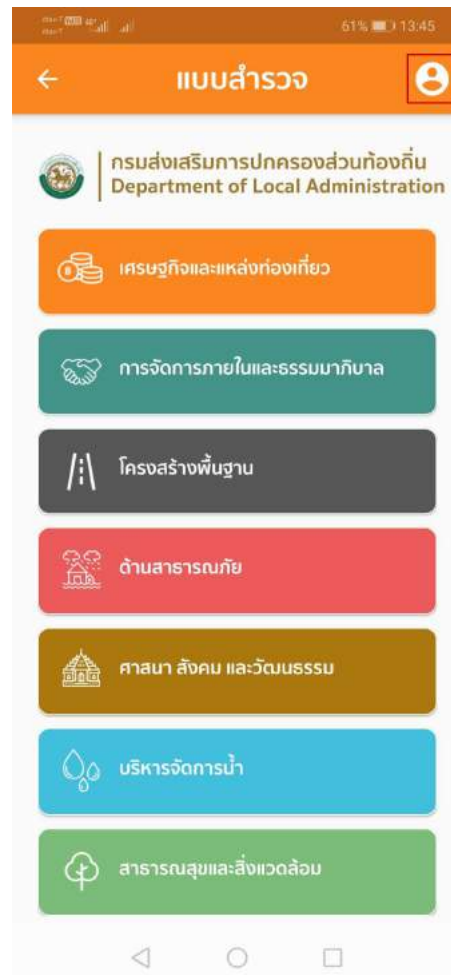 61% 13:45
แบบสำรวจ
กรมส่งเสริมการปกครองส่วนท้องถิ่น
Department of Local Administration
เศรษฐกิจและแหล่งท่องเที่ยว
การจัดการภายในและธรรมมาภิบาล
โครงสร้างพื้นฐาน
ด้านสาธารณภัย
ศาสนา สังคม และวัฒนธรรม
บริหารจัดการน้ำ
สาธารณสุขและสิ่งแวดล้อม